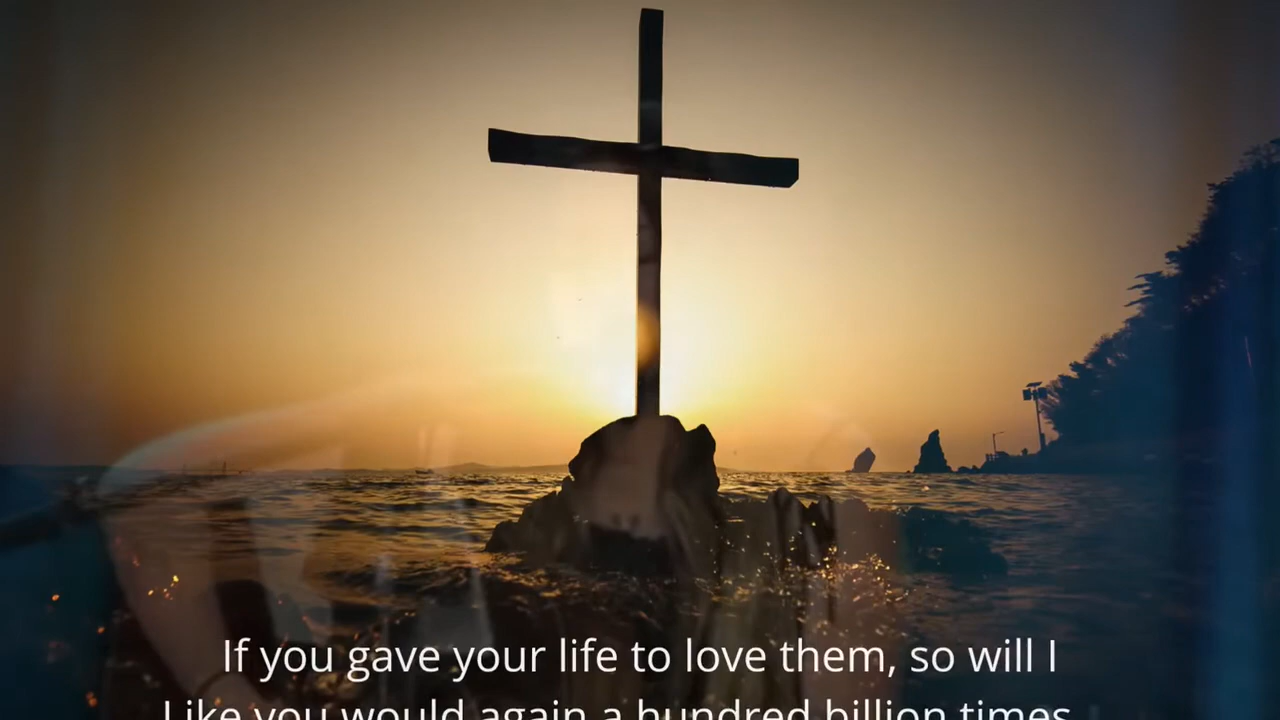 If you gave your life to love them, so will I
Like you would again a hundred billion times